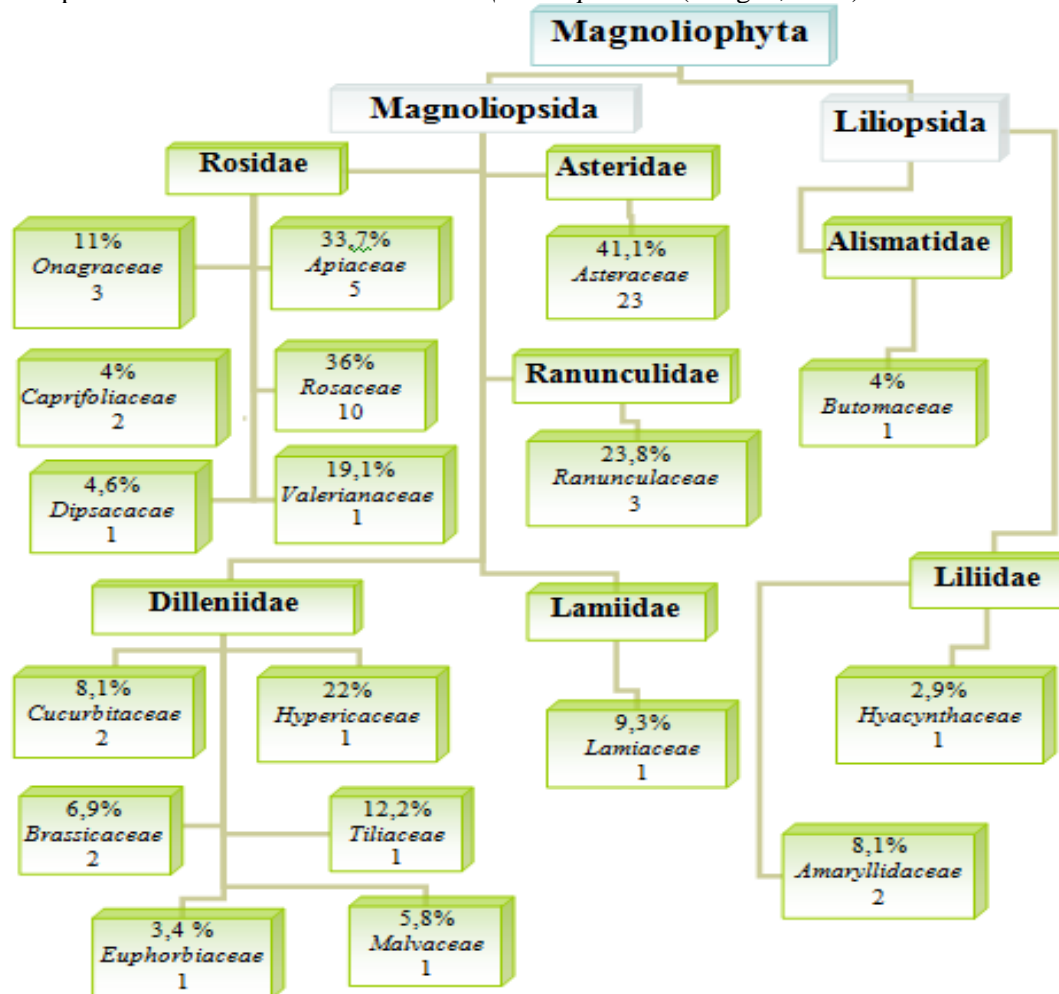 Magnoliophyta
Magnoliopsida
Liliopsida
Rosidae
Asteridae
Alismatidae
11%
Onagraceae
3
33,7%
Apiaceae
5
41,1%
Asteraceae
23
4%
Caprifoliaceae
2
36%
Rosaceae
10
Ranunculidae
4%
Butomaceae
1
4,6%
Dipsacacae
1
19,1%
Valerianaceae
1
23,8%
Ranunculaceae
3
Dilleniidae
Lamiidae
Liliidae
8,1%
Cucurbitaceae
2
22%
Hypericaceae
1
9,3%
Lamiaceae
1
2,9%
Hyacynthaceae
1
6,9%
Brassicaceae
2
12,2%
Tiliaceae
1
8,1%
Amaryllidaceae
2
3,4 %
Euphorbiaceae
1
5,8%
Malvaceae
1